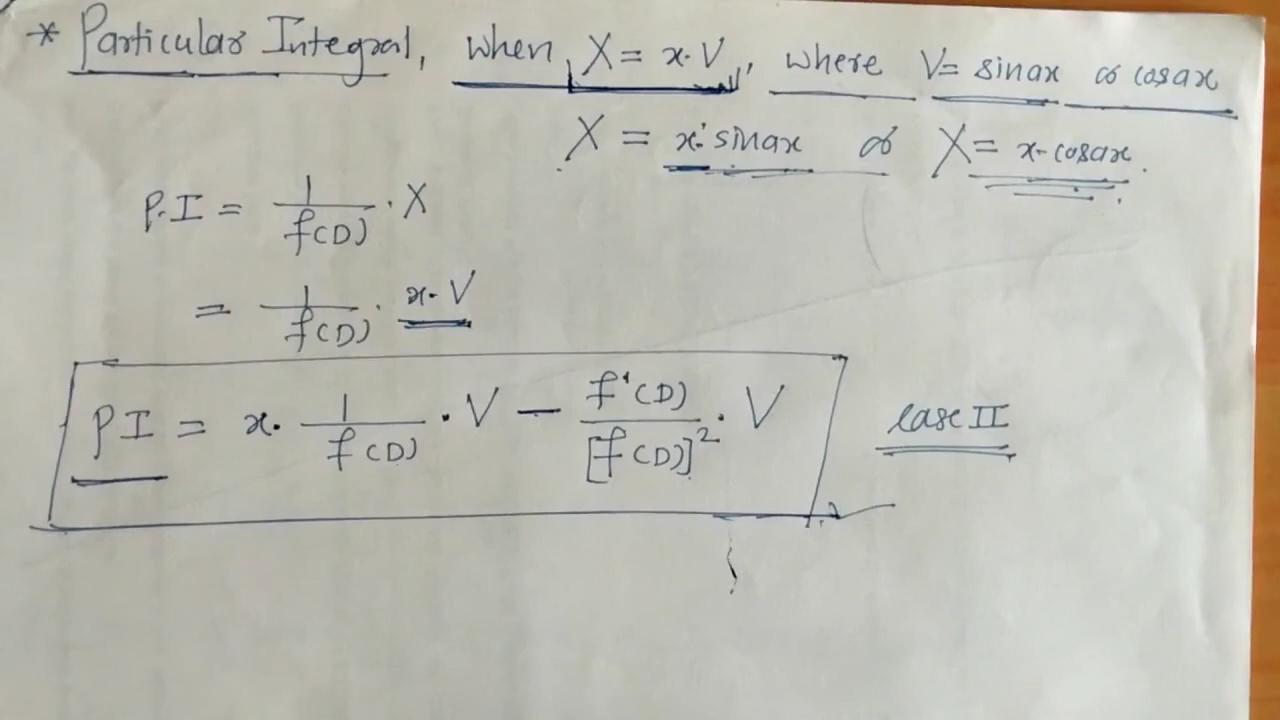 * Particular Integral, when X = x·V, where V= sinax or cosax
X = x·sinax or X= x·cosax.
P.I = 1/f(D) · X
= 1/f(D) · x·V
PI = x· 1/f(D) · V − f'(D)/[f(D)]² · V
Case II